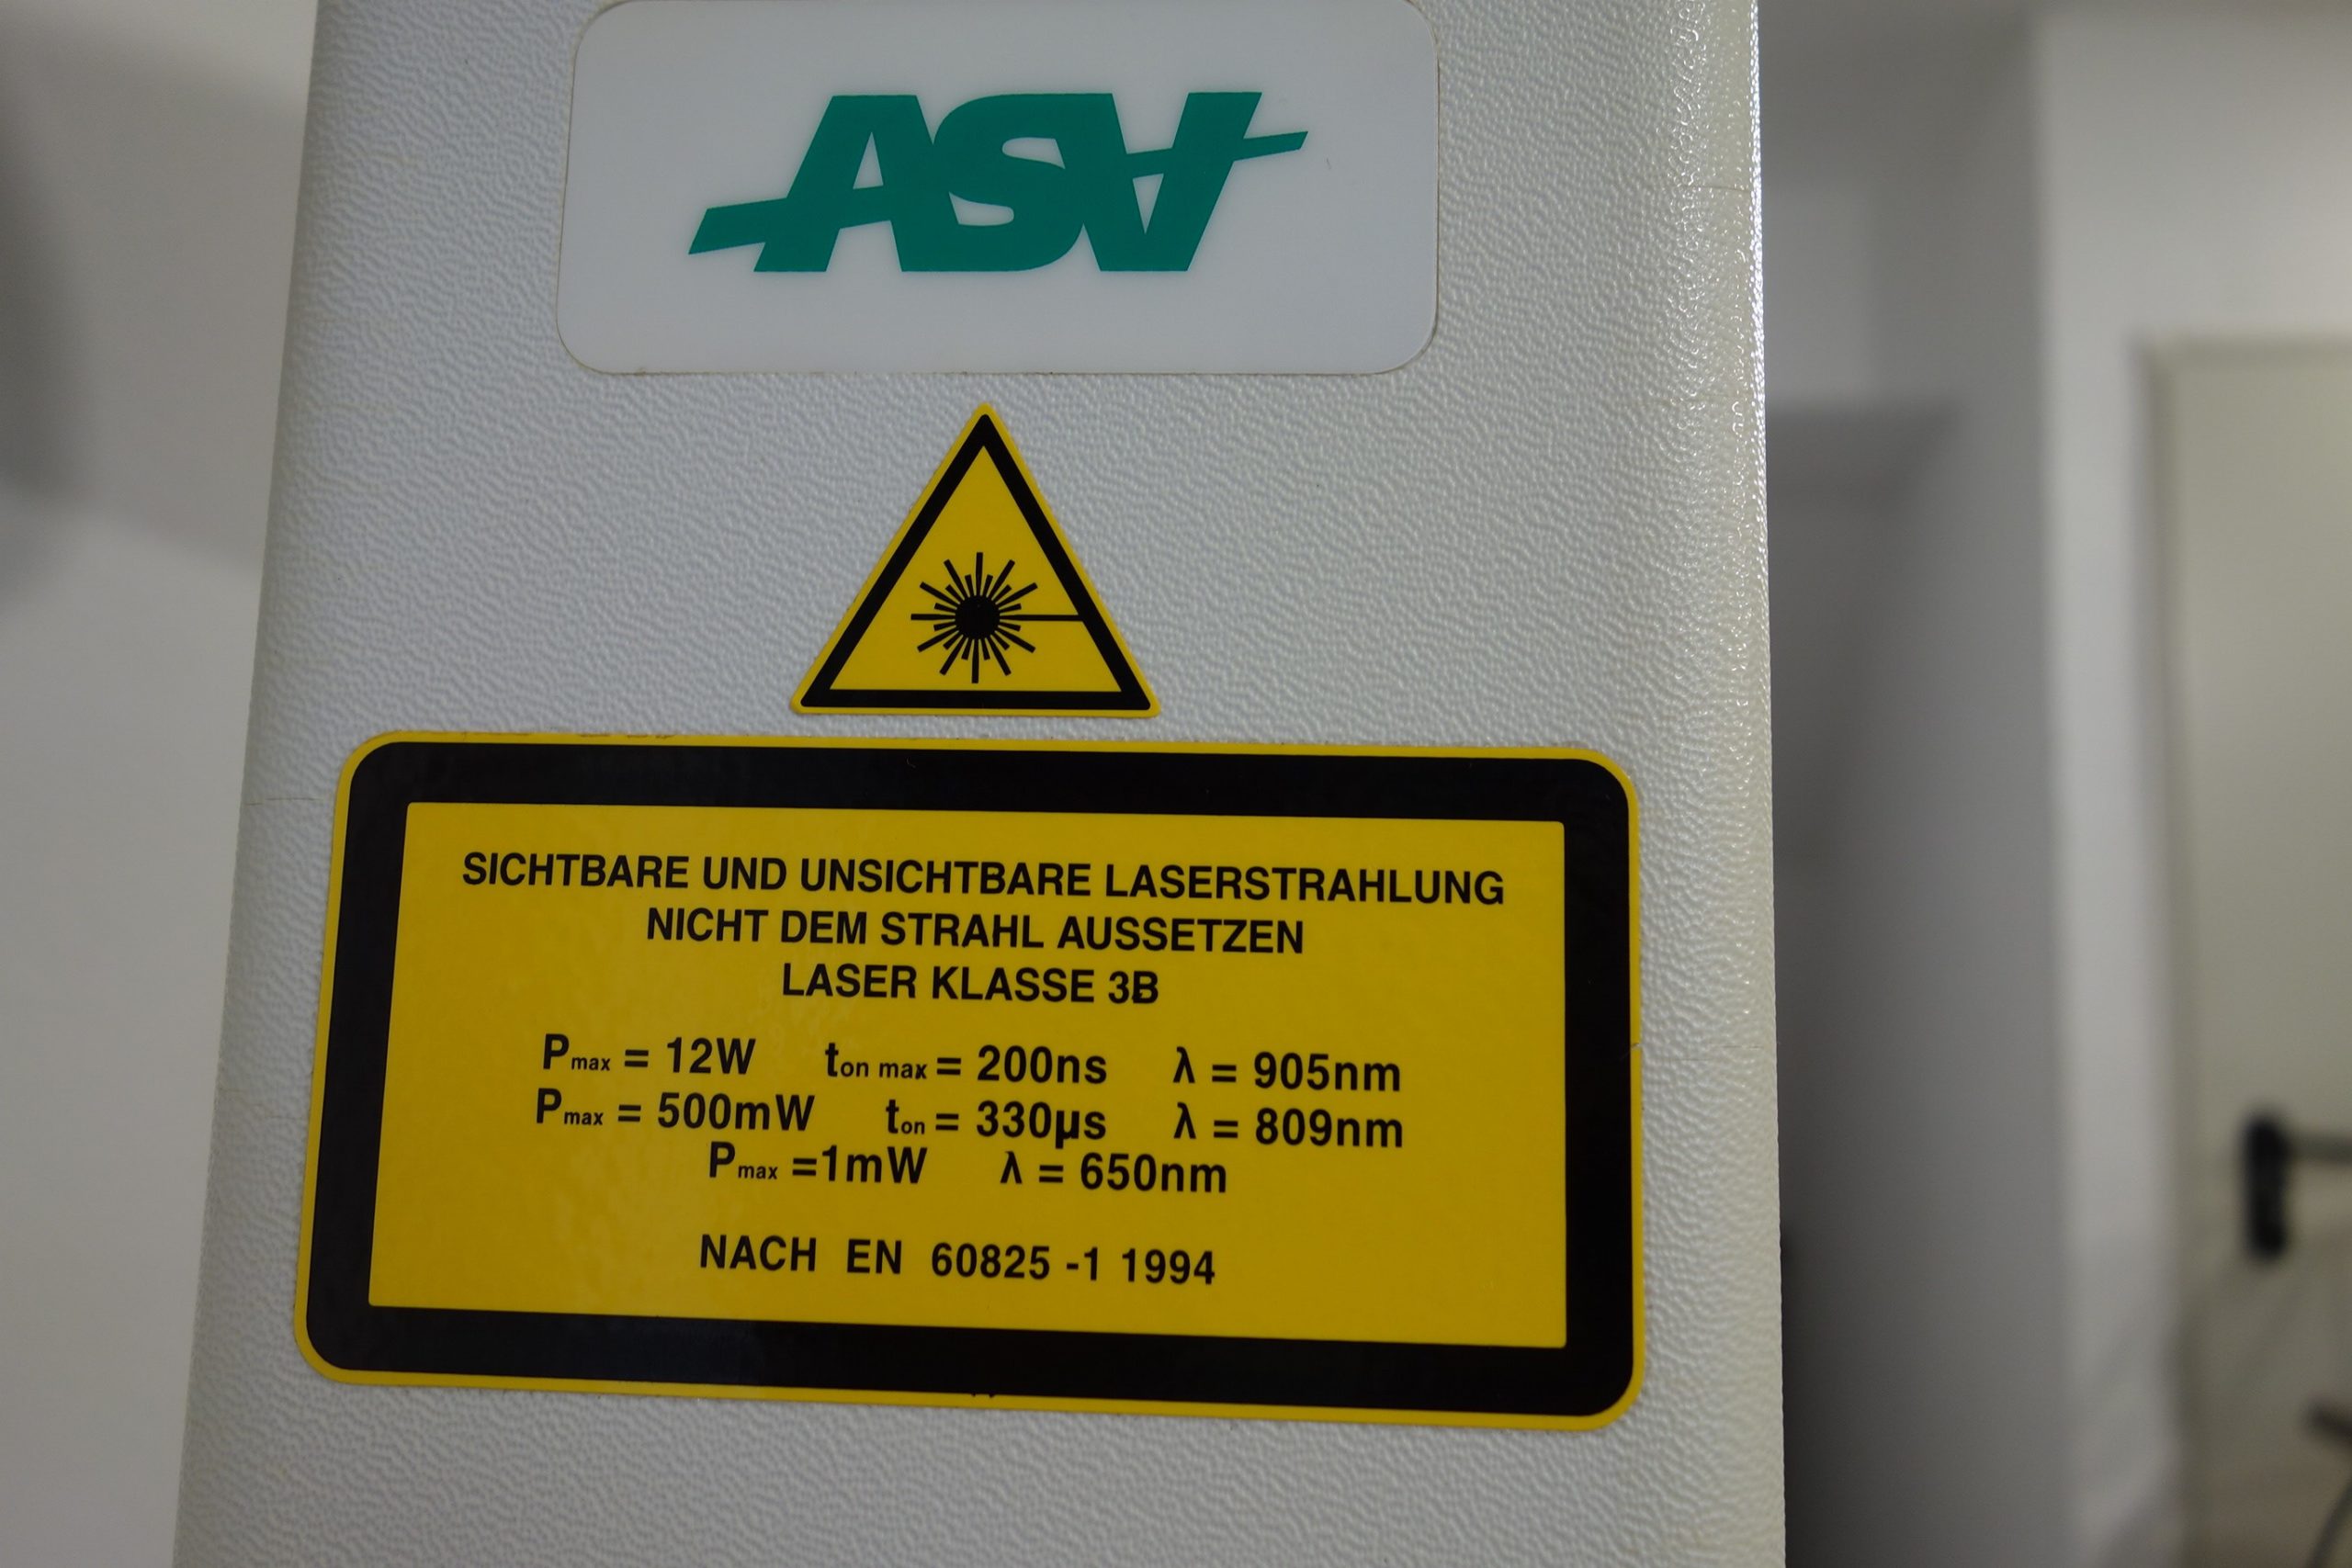 ASA
SICHTBARE UND UNSICHTBARE LASERSTRAHLUNG
NICHT DEM STRAHL AUSSETZEN
LASER KLASSE 3B
Pmax = 12W ton max = 200ns λ = 905nm
Pmax = 500mW ton = 330µs λ = 809nm
Pmax =1mW λ = 650nm
NACH EN 60825 -1 1994